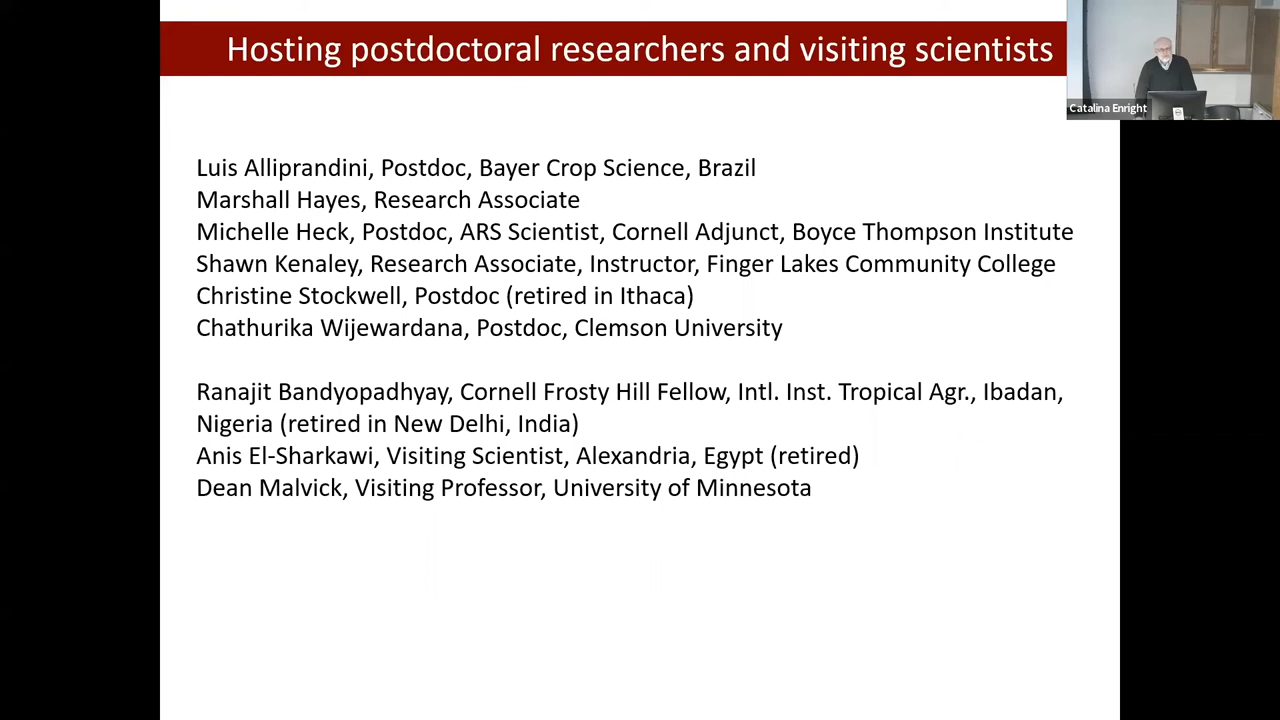 Hosting postdoctoral researchers and visiting scientists
Catalina Enright
Luis Alliprandini, Postdoc, Bayer Crop Science, Brazil
Marshall Hayes, Research Associate
Michelle Heck, Postdoc, ARS Scientist, Cornell Adjunct, Boyce Thompson Institute
Shawn Kenaley, Research Associate, Instructor, Finger Lakes Community College
Christine Stockwell, Postdoc (retired in Ithaca)
Chathurika Wijewardana, Postdoc, Clemson University
Ranajit Bandyopadhyay, Cornell Frosty Hill Fellow, Intl. Inst. Tropical Agr., Ibadan,
Nigeria (retired in New Delhi, India)
Anis El-Sharkawi, Visiting Scientist, Alexandria, Egypt (retired)
Dean Malvick, Visiting Professor, University of Minnesota